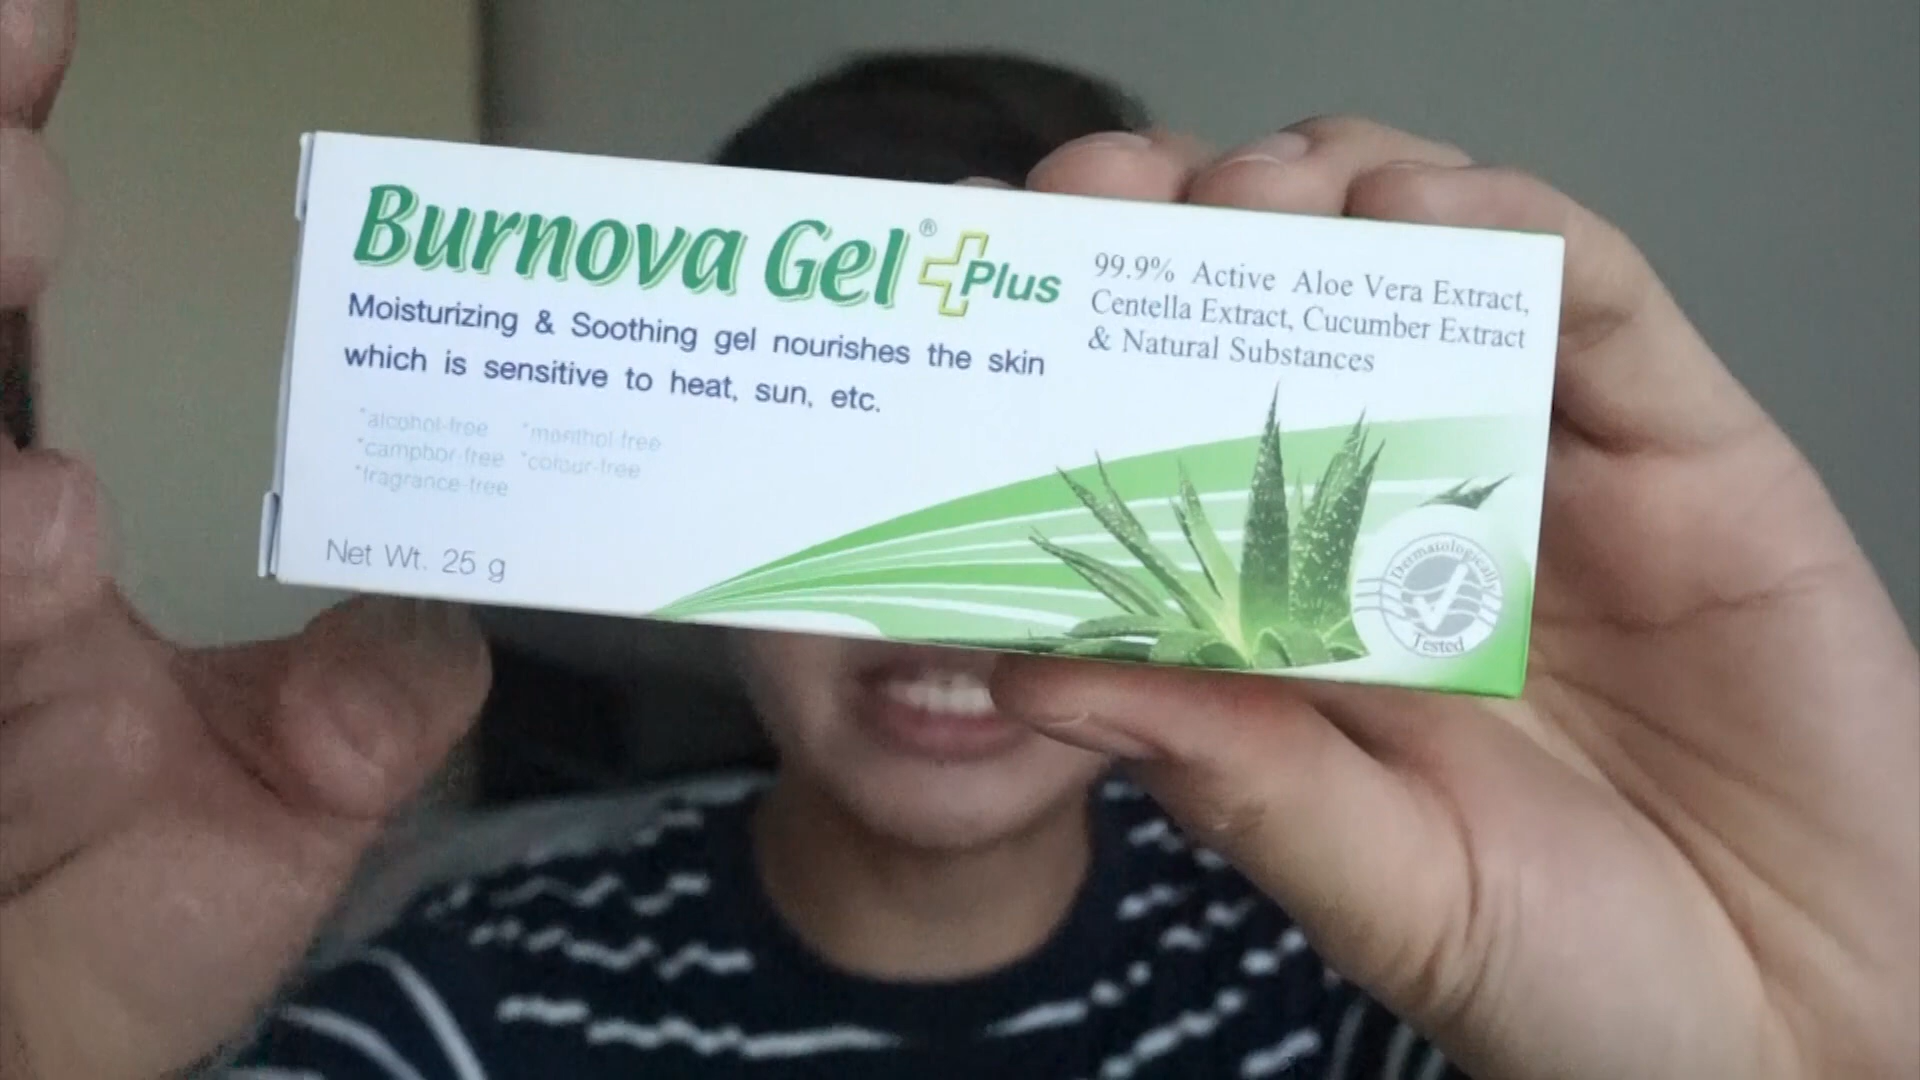 Burnova Gel® Plus
Moisturizing & Soothing gel nourishes the skin
which is sensitive to heat, sun, etc.
99.9% Active Aloe Vera Extract,
Centella Extract, Cucumber Extract
& Natural Substances
*alcohol-free *menthol free
*camphor-free *colour-free
*fragrance-free
Net Wt. 25 g
Dermatologically
Tested